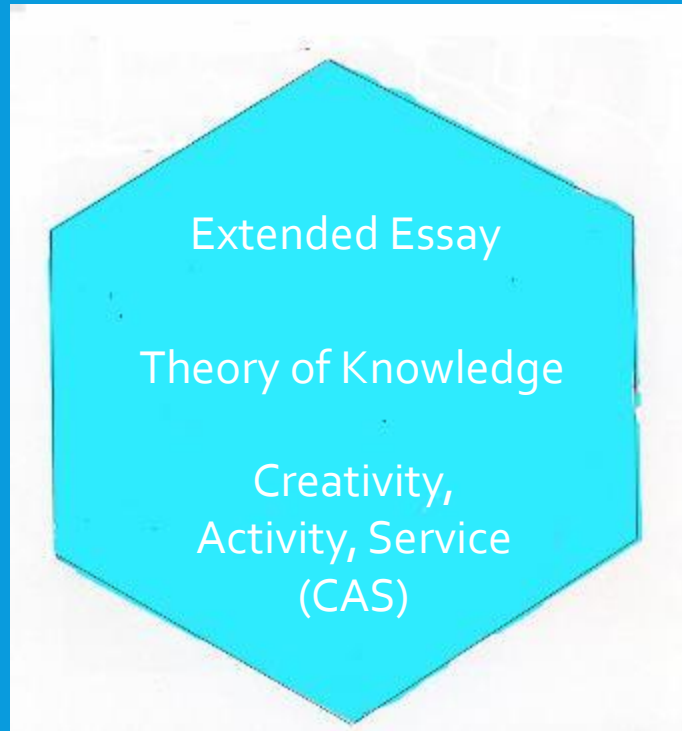 Extended Essay
Theory of Knowledge
Creativity,
Activity, Service
(CAS)